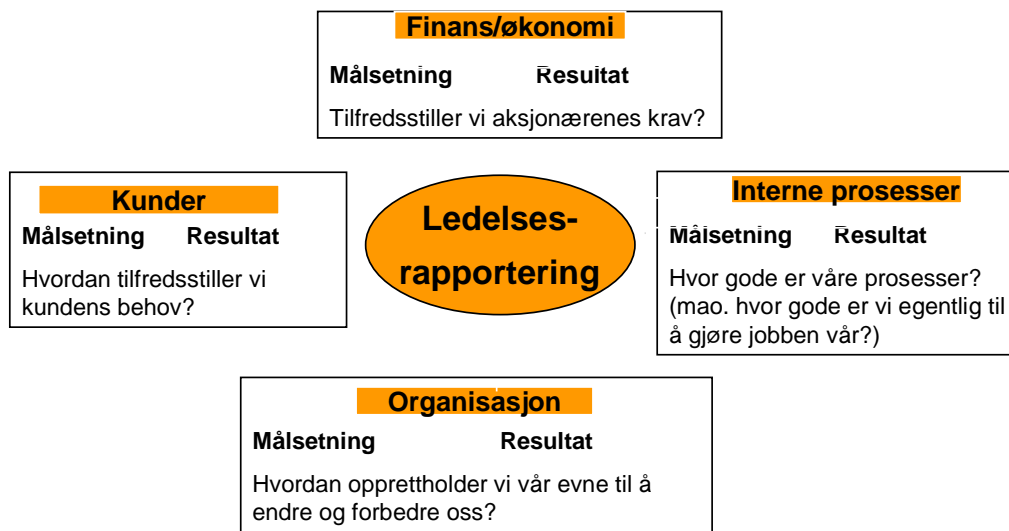 Finans/økonomi
Målsetning Resultat
Tilfredsstiller vi aksjonærenes krav?
Kunder
Målsetning Resultat
Hvordan tilfredsstiller vi
kundens behov?
Ledelses-
rapportering
Interne prosesser
Målsetning Resultat
Hvor gode er våre prosesser?
(mao. hvor gode er vi egentlig til
å gjøre jobben vår?)
Organisasjon
Målsetning Resultat
Hvordan opprettholder vi vår evne til å
endre og forbedre oss?